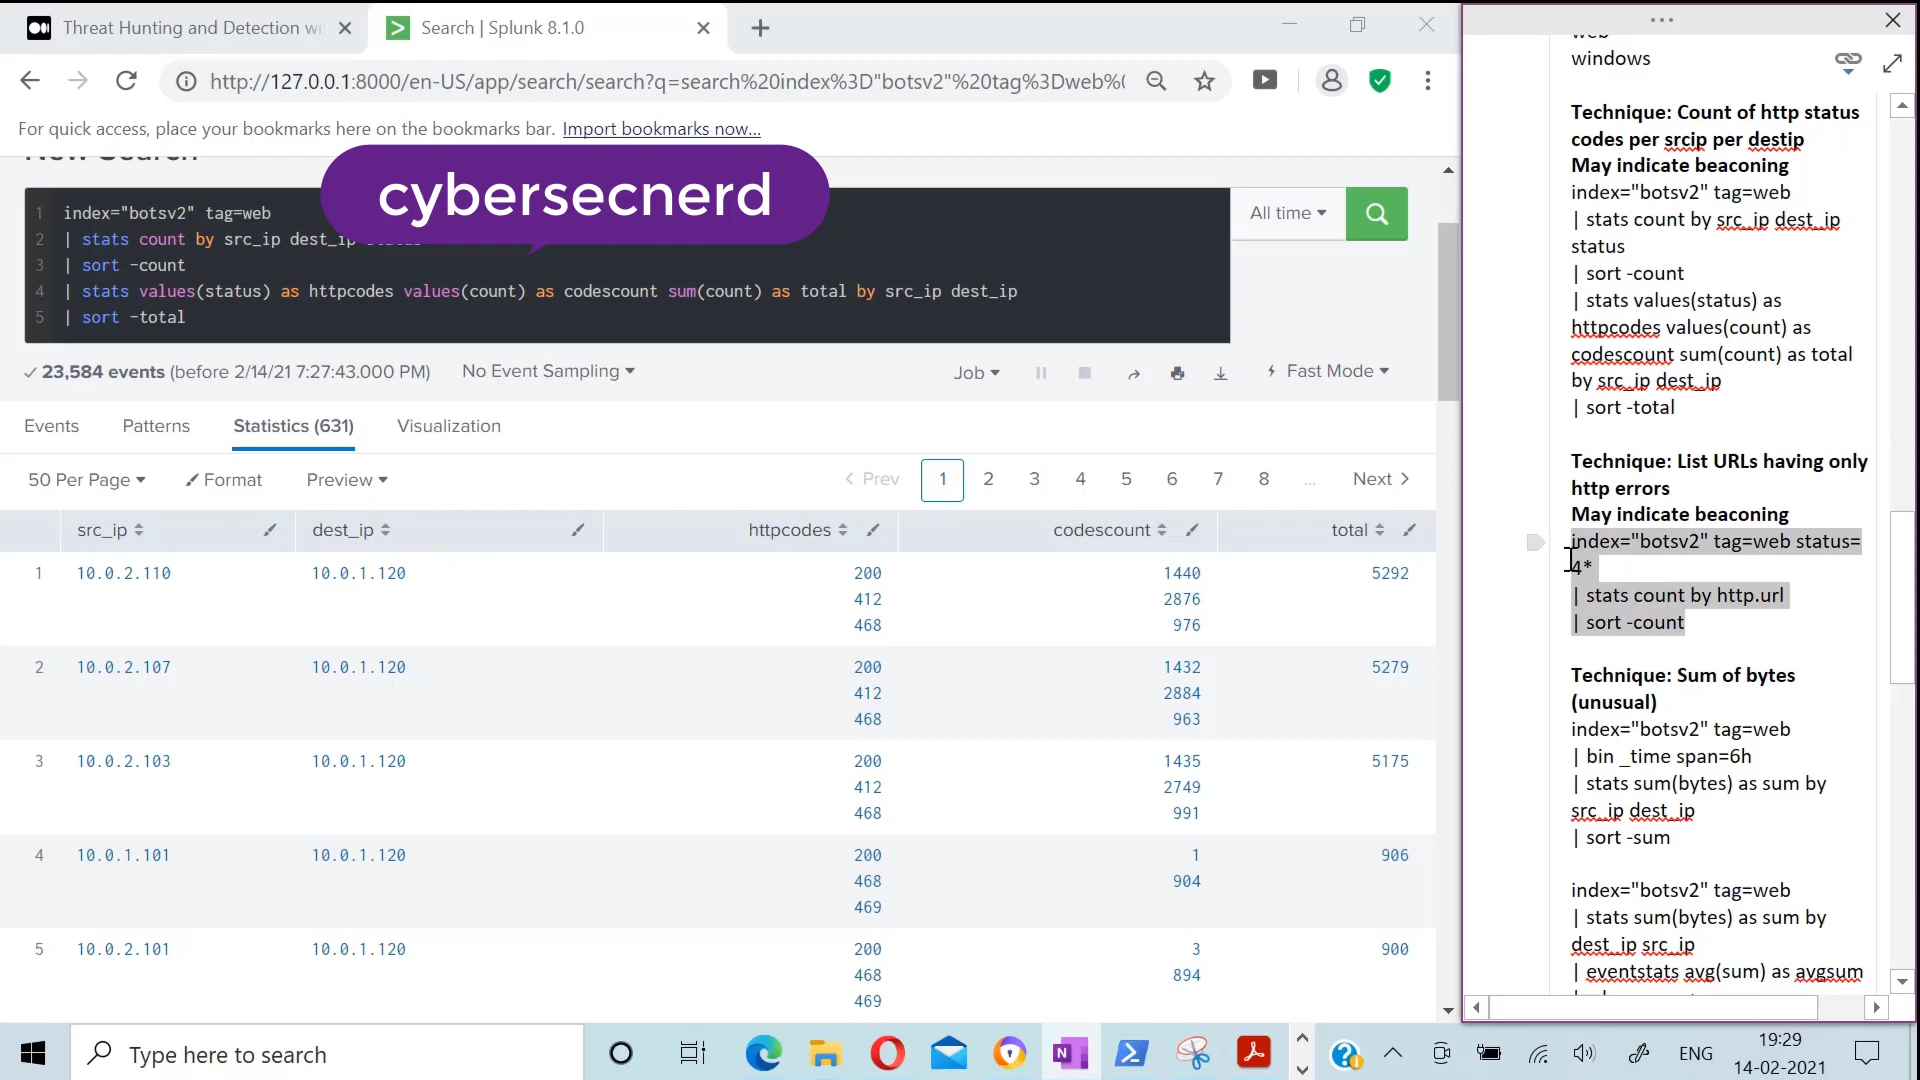 Threat Hunting and Detection wi
Search | Splunk 8.1.0
http://127.0.0.1:8000/en-US/app/search/search?q=search%20index%3D"botsv2"%20tag%3Dweb%0
For quick access, place your bookmarks here on the bookmarks bar. Import bookmarks now...
New Search
cybersecnerd
1 index="botsv2" tag=web
2 | stats count by src_ip dest_ip status
3 | sort -count
4 | stats values(status) as httpcodes values(count) as codescount sum(count) as total by src_ip dest_ip
5 | sort -total
All time
23,584 events (before 2/14/21 7:27:43.000 PM)
No Event Sampling
Job
Fast Mode
Events
Patterns
Statistics (631)
Visualization
50 Per Page
Format
Preview
< Prev 1 2 3 4 5 6 7 8 ... Next >
src_ip dest_ip httpcodes codescount total
1 10.0.2.110 10.0.1.120 200 1440 5292
412 2876
468 976
2 10.0.2.107 10.0.1.120 200 1432 5279
412 2884
468 963
3 10.0.2.103 10.0.1.120 200 1435 5175
412 2749
468 991
4 10.0.1.101 10.0.1.120 200 1 906
468 904
469
5 10.0.2.101 10.0.1.120 200 3 900
468 894
469
web
windows
Technique: Count of http status
codes per srcip per destip
May indicate beaconing
index="botsv2" tag=web
| stats count by src_ip dest_ip
status
| sort -count
| stats values(status) as
httpcodes values(count) as
codescount sum(count) as total
by src_ip dest_ip
| sort -total
Technique: List URLs having only
http errors
May indicate beaconing
index="botsv2" tag=web status=
4*
| stats count by http.url
| sort -count
Technique: Sum of bytes
(unusual)
index="botsv2" tag=web
| bin _time span=6h
| stats sum(bytes) as sum by
src_ip dest_ip
| sort -sum
index="botsv2" tag=web
| stats sum(bytes) as sum by
dest_ip src_ip
| eventstats avg(sum) as avgsum
Type here to search
ENG
19:29
14-02-2021